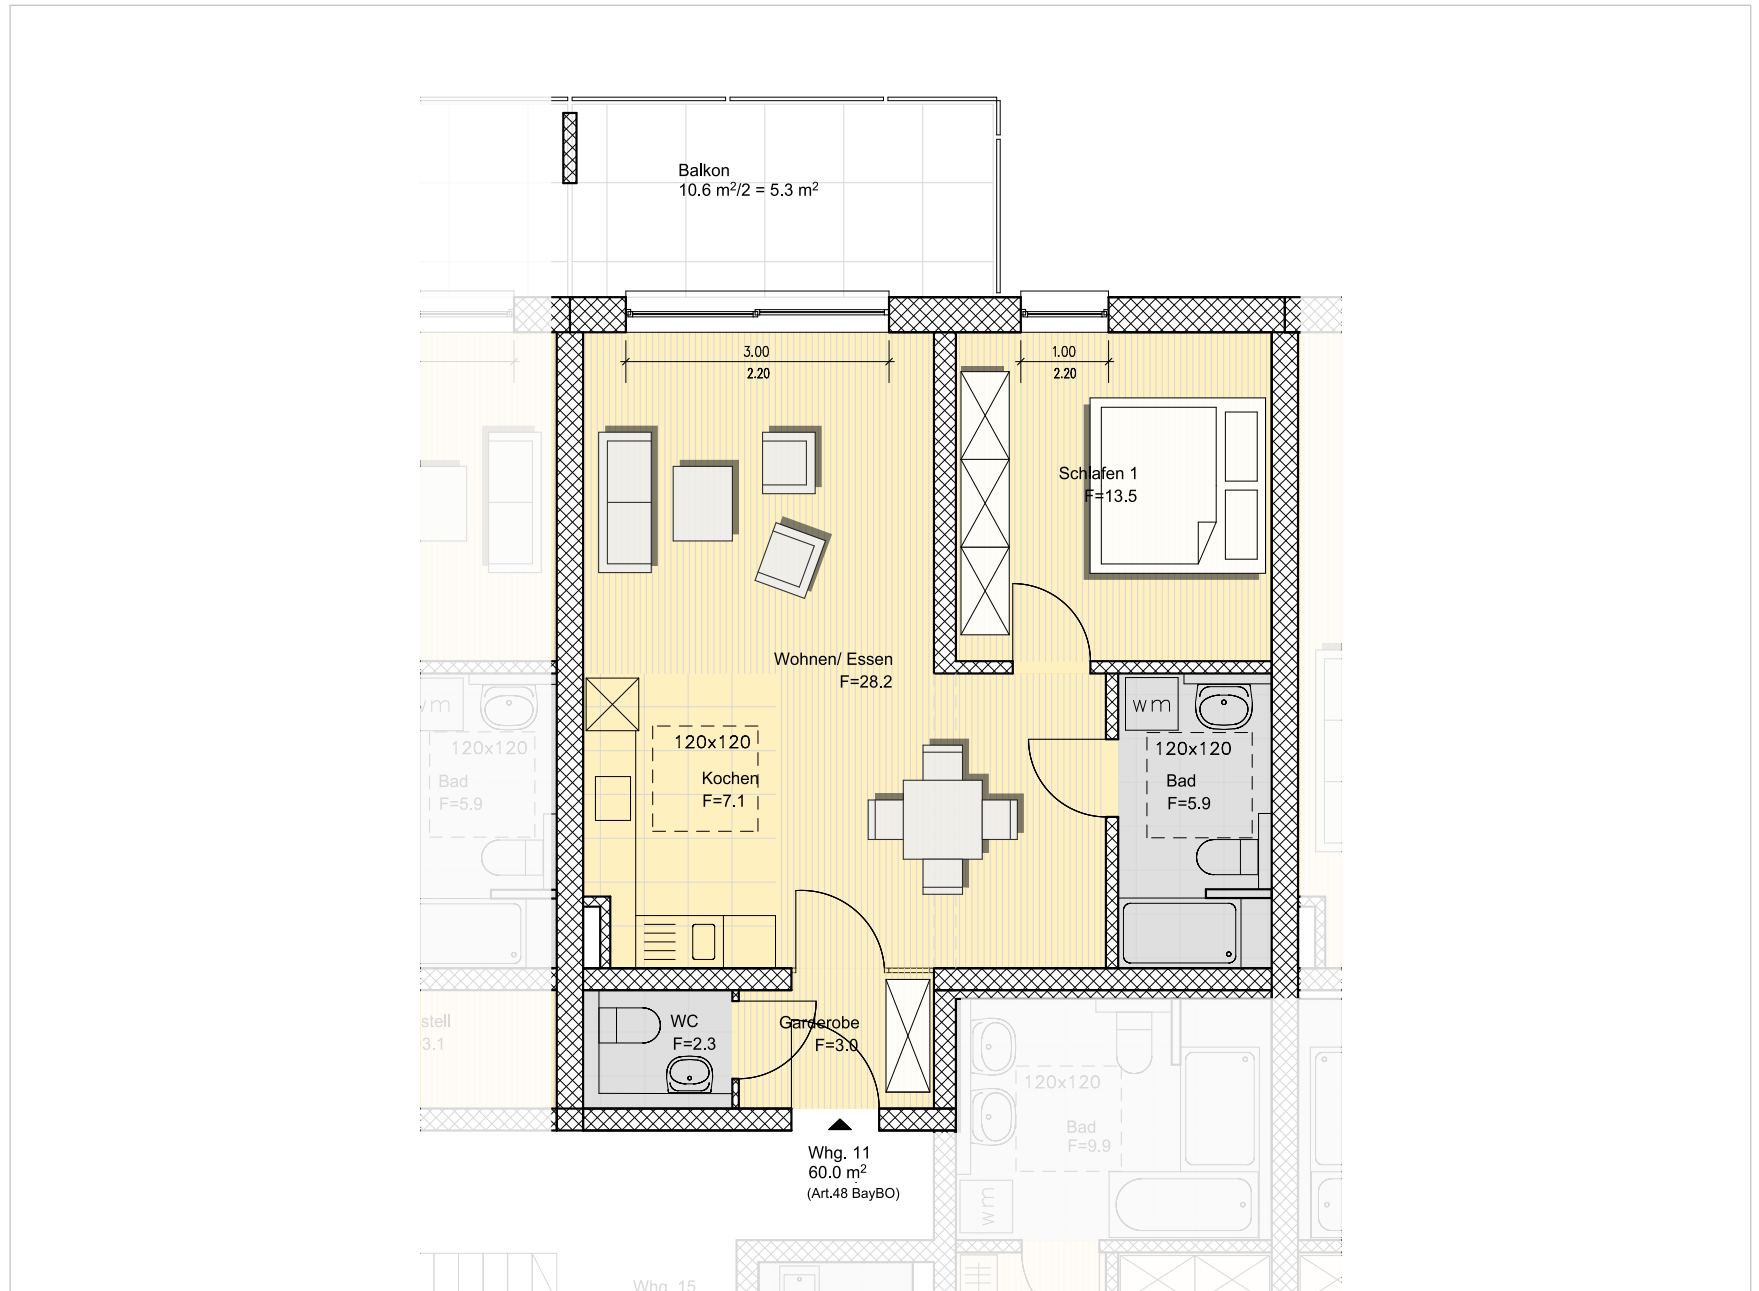 Balkon
10.6 m²/2 = 5.3 m²
3.00
2.20
1.00
2.20
Schlafen 1
F=13.5
Wohnen/ Essen
F=28.2
wm
120x120
Bad
F=5.9
120x120
Kochen
F=7.1
wm
120x120
Bad
F=5.9
stell
3.1
WC
F=2.3
Garderobe
F=3.0
120x120
Bad
F=9.9
wm
Whg. 11
60.0 m²
(Art.48 BayBO)
Whg. 15